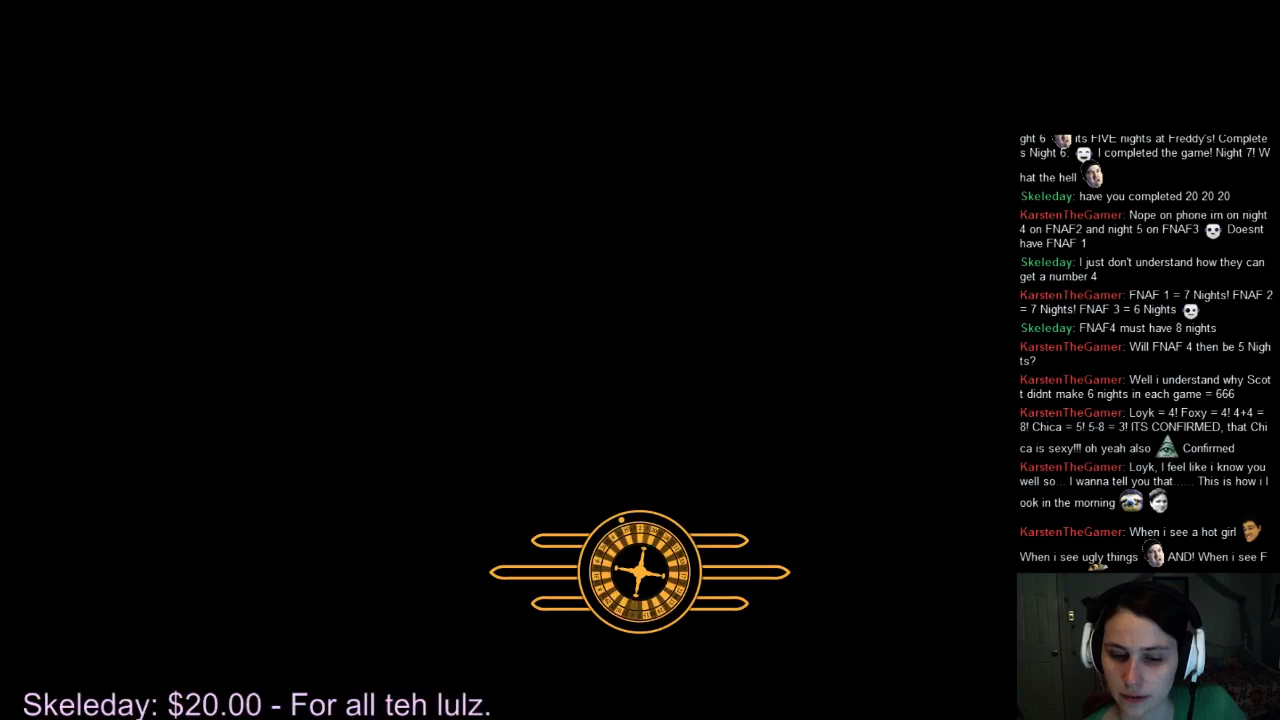 ght 6 its FIVE nights at Freddy's! Complete
s Night 6: I completed the game! Night 7! W
hat the hell
Skeleday: have you completed 20 20 20
KarstenTheGamer: Nope on phone im on night
4 on FNAF2 and night 5 on FNAF3 Doesnt
have FNAF 1
Skeleday: I just don't understand how they can
get a number 4
KarstenTheGamer: FNAF 1 = 7 Nights! FNAF 2
= 7 Nights! FNAF 3 = 6 Nights
Skeleday: FNAF4 must have 8 nights
KarstenTheGamer: Will FNAF 4 then be 5 Nigh
ts?
KarstenTheGamer: Well i understand why Scot
t didnt make 6 nights in each game = 666
KarstenTheGamer: Loyk = 4! Foxy = 4! 4+4 =
8! Chica = 5! 5-8 = 3! ITS CONFIRMED, that Chi
ca is sexy!!! oh yeah also Confirmed
KarstenTheGamer: Loyk, I feel like i know you
well so... I wanna tell you that...... This is how i l
ook in the morning
KarstenTheGamer: When i see a hot girl
When i see ugly things AND! When i see F
Skeleday: $20.00 - For all teh lulz.